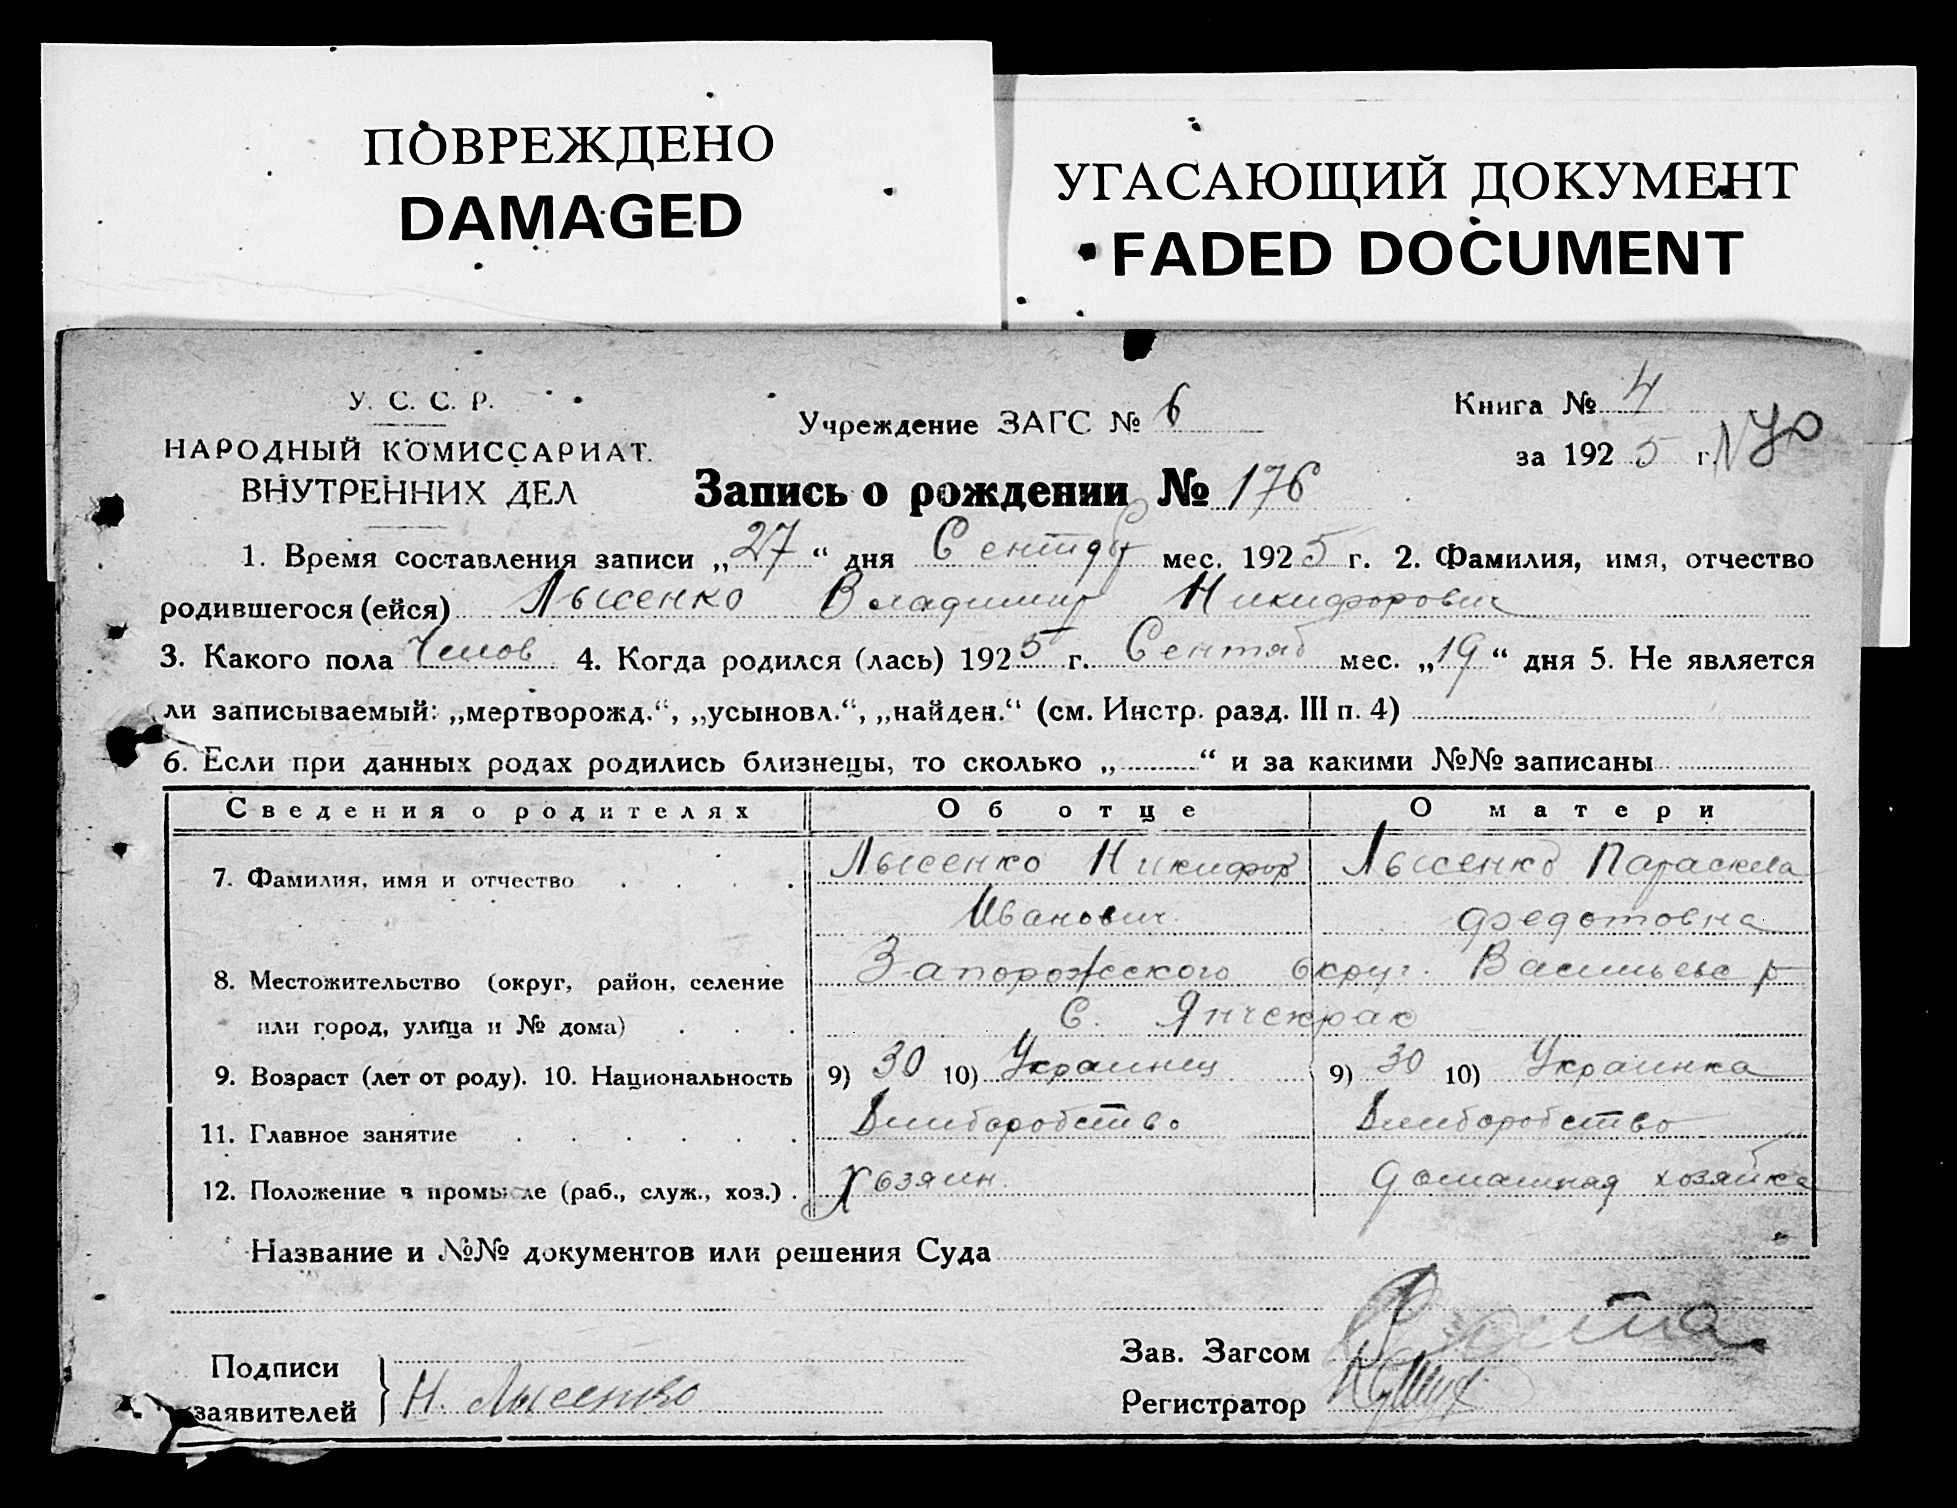 ПОВРЕЖДЕНО
DAMAGED
УГАСАЮЩИЙ ДОКУМЕНТ
FADED DOCUMENT
У. С. С. Р.
НАРОДНЫЙ КОМИССАРИАТ
ВНУТРЕННИХ ДЕЛ
Учреждение ЗАГС № 6
Книга № 4
за 1925 г.
Запись о рождении № 176
1. Время составления записи „27“ дня Сентяб мес. 1925 г. 2. Фамилия, имя, отчество
родившегося (ейся) Лысенко Владимир Никифорович
3. Какого пола Челов 4. Когда родился (лась) 1925 г. Сентяб мес. „19“ дня 5. Не является
ли записываемый: „мертворожд.“, „усыновл.“, „найден.“ (см. Инстр. разд. III п. 4)
6. Если при данных родах родились близнецы, то сколько „ “ и за какими №№ записаны
Сведения о родителях Об отце О матери
7. Фамилия, имя и отчество Лысенко Никифор Лысенко Параскева
Иванович Федотовна
8. Местожительство (округ, район, селение Запорожского округ. Васильевс р
или город, улица и № дома) С. Янчекрак
9. Возраст (лет от роду). 10. Национальность 9) 30 10) Украинец 9) 30 10) Украинка
11. Главное занятие Хлиборобство Хлиборобство
12. Положение в промысле (раб., служ., хоз.) Хозяин домашная хозяйка
Название и №№ документов или решения Суда
Зав. Загсом
Подписи
заявителей Н. Лысенко
Регистратор